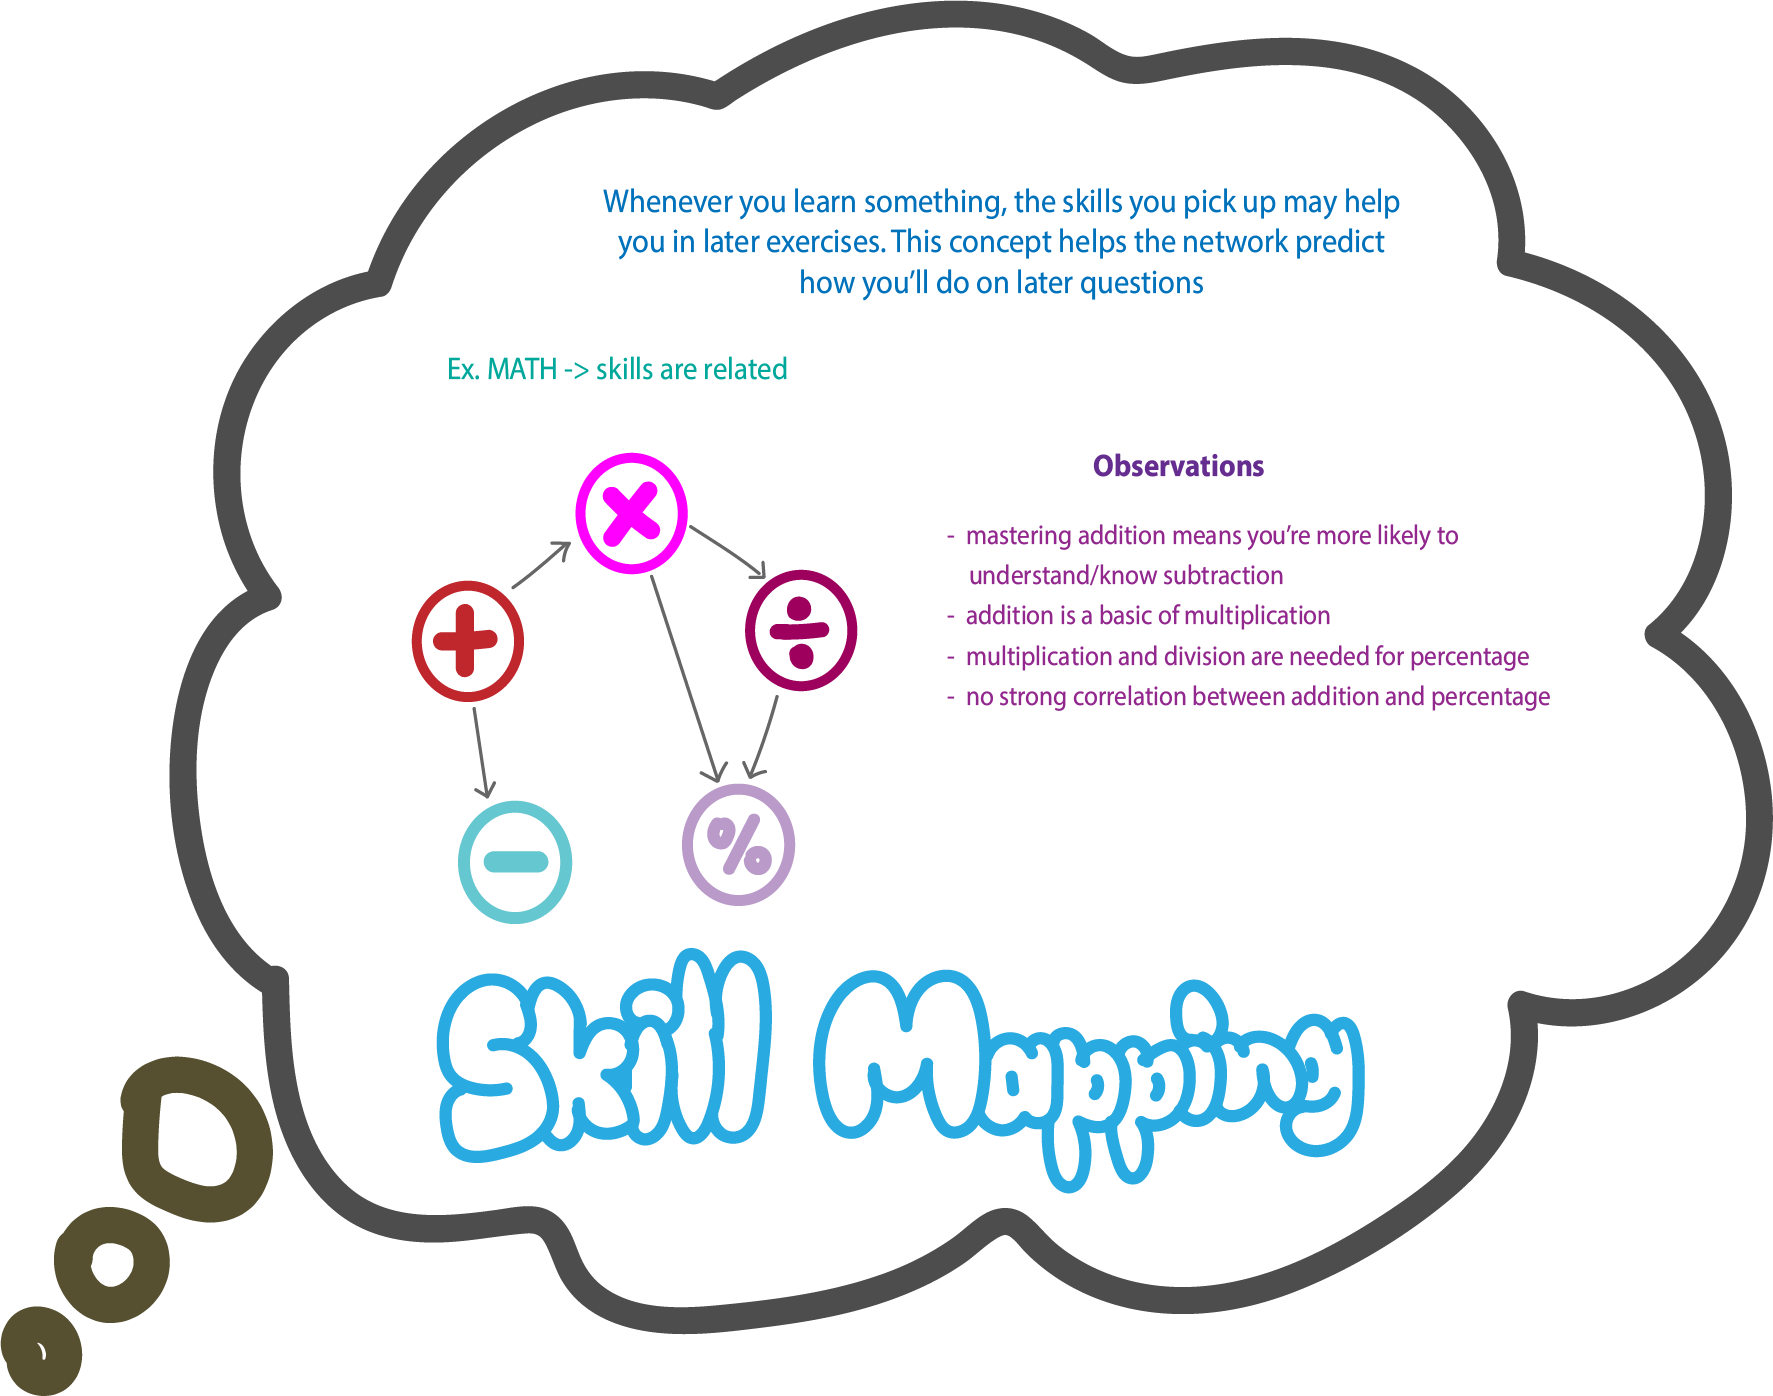 Whenever you learn something, the skills you pick up may help
you in later exercises. This concept helps the network predict
how you’ll do on later questions
Ex. MATH -> skills are related
Observations
- mastering addition means you’re more likely to
understand/know subtraction
- addition is a basic of multiplication
- multiplication and division are needed for percentage
- no strong correlation between addition and percentage
×
+
÷
−
%
Skill Mapping